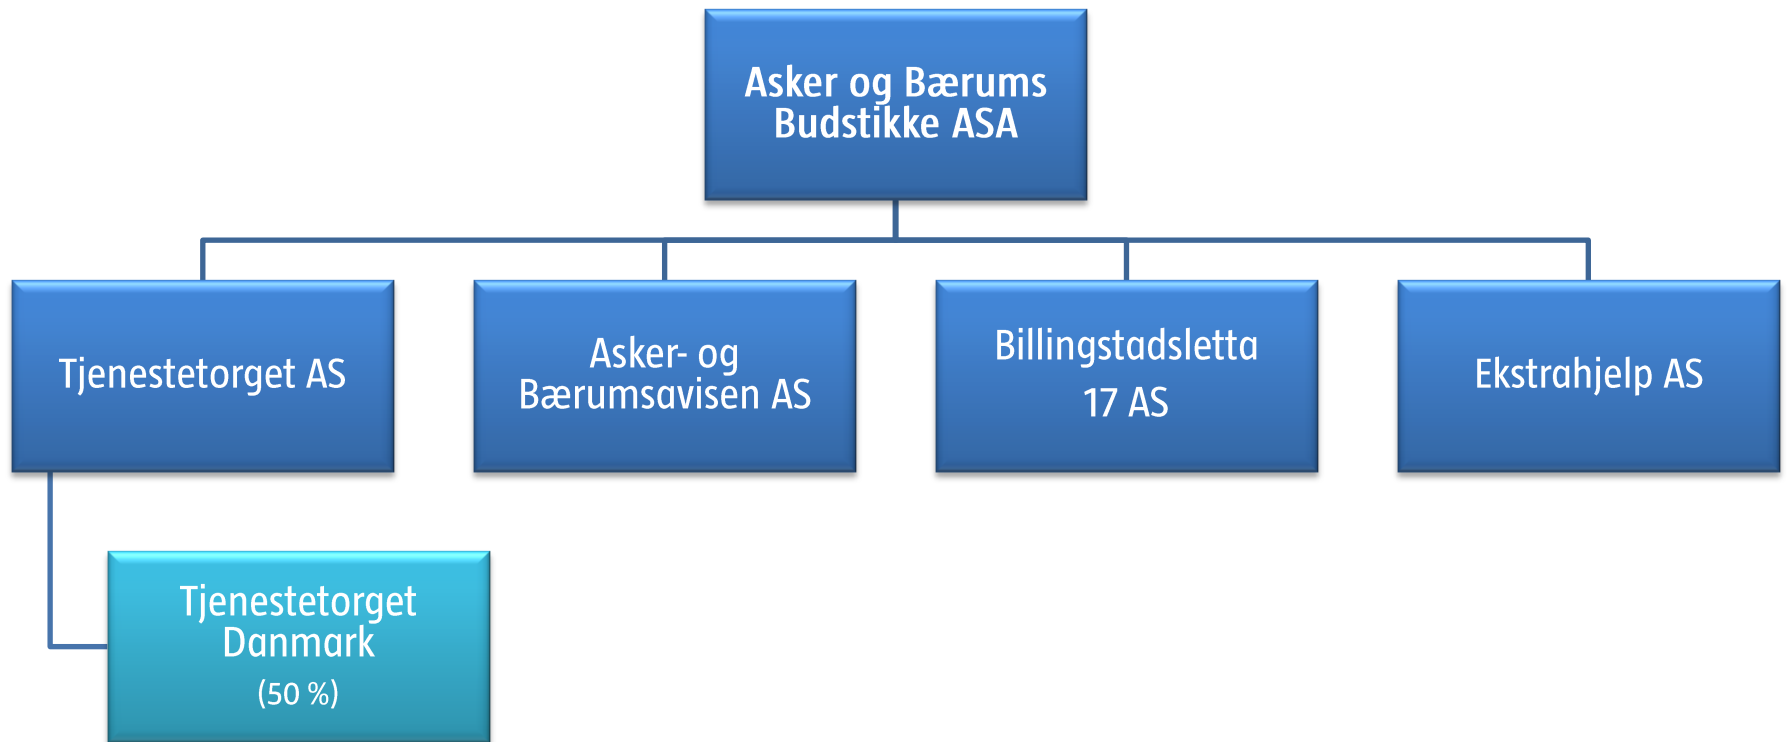 Asker og Bærums
Budstikke ASA
Tjenestetorget AS
Asker- og
Bærumsavisen AS
Billingstadsletta
17 AS
Ekstrahjelp AS
Tjenestetorget
Danmark
(50 %)